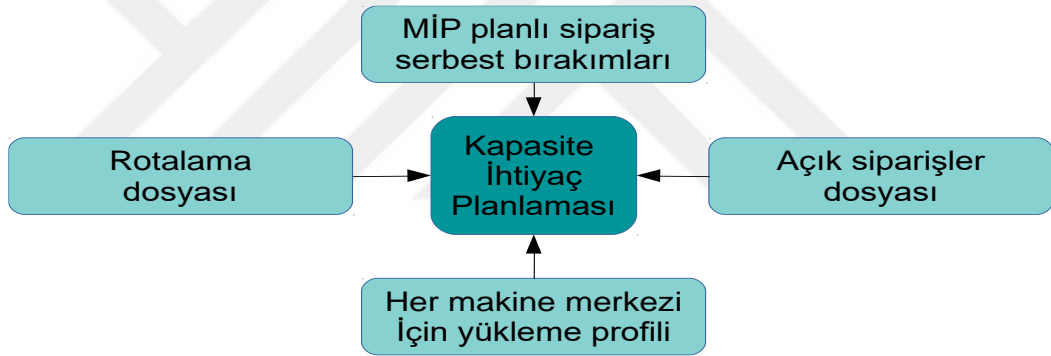 MİP planlı sipariş
serbest bırakımları
Rotalama
dosyası
Kapasite
İhtiyaç
Planlaması
Açık siparişler
dosyası
Her makine merkezi
İçin yükleme profili